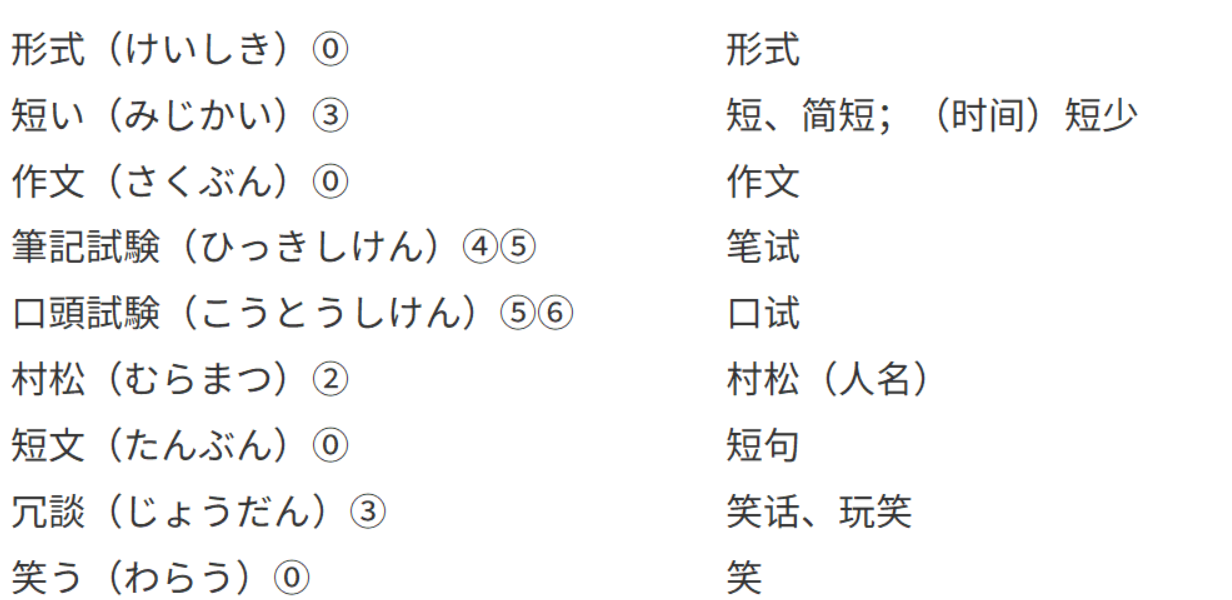 形式（けいしき）⓪ 形式
短い（みじかい）③ 短、简短；（时间）短少
作文（さくぶん）⓪ 作文
筆記試験（ひっきしけん）④⑤ 笔试
口頭試験（こうとうしけん）⑤⑥ 口试
村松（むらまつ）② 村松（人名）
短文（たんぶん）⓪ 短句
冗談（じょうだん）③ 笑话、玩笑
笑う（わらう）⓪ 笑